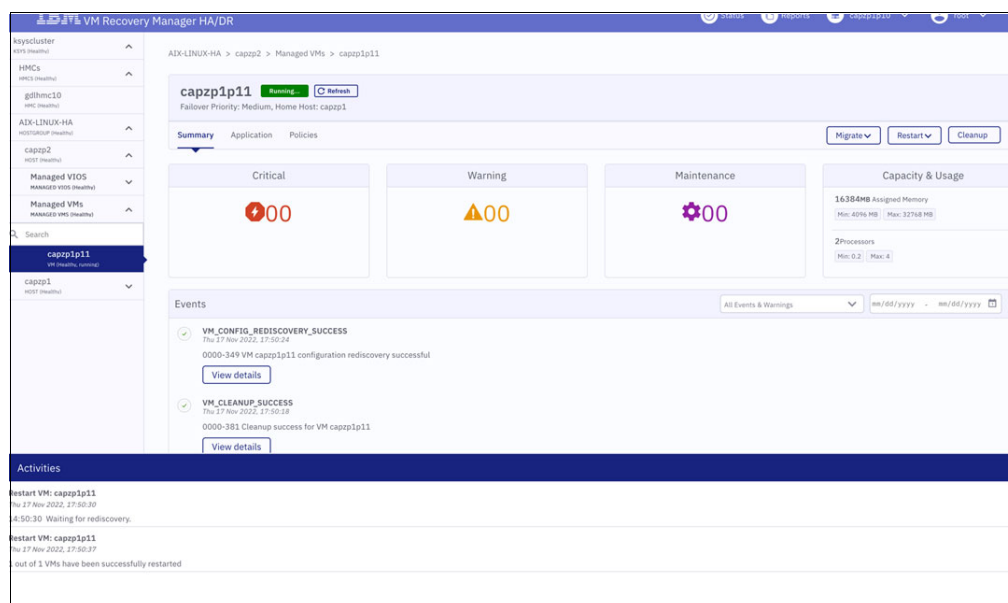 IBM VM Recovery Manager HA/DR
Status Reports capzp1p10 root
ksyscluster
KSYS (Healthy)
HMCs
HMCS (Healthy)
gdlhmc10
HMC (Healthy)
AIX-LINUX-HA
HOSTGROUP (Healthy)
capzp2
HOST (Healthy)
Managed VIOS
MANAGED VIOS (Healthy)
Managed VMs
MANAGED VMS (Healthy)
Search
capzp1p11
VM (Healthy, running)
capzp1
HOST (Healthy)
AIX-LINUX-HA > capzp2 > Managed VMs > capzp1p11
capzp1p11 Running... Refresh
Failover Priority: Medium, Home Host: capzp1
Summary Application Policies Migrate Restart Cleanup
Critical
00
Warning
00
Maintenance
00
Capacity & Usage
16384MB Assigned Memory
Min: 4096 MB Max: 32768 MB
2Processors
Min: 0.2 Max: 4
Events All Events & Warnings mm/dd/yyyy - mm/dd/yyyy
VM_CONFIG_REDISCOVERY_SUCCESS
Thu 17 Nov 2022, 17:50:24
0000-349 VM capzp1p11 configuration rediscovery successful
View details
VM_CLEANUP_SUCCESS
Thu 17 Nov 2022, 17:50:18
0000-381 Cleanup success for VM capzp1p11
View details
Activities
Restart VM: capzp1p11
Thu 17 Nov 2022, 17:50:30
14:50:30 Waiting for rediscovery.
Restart VM: capzp1p11
Thu 17 Nov 2022, 17:50:37
1 out of 1 VMs have been successfully restarted